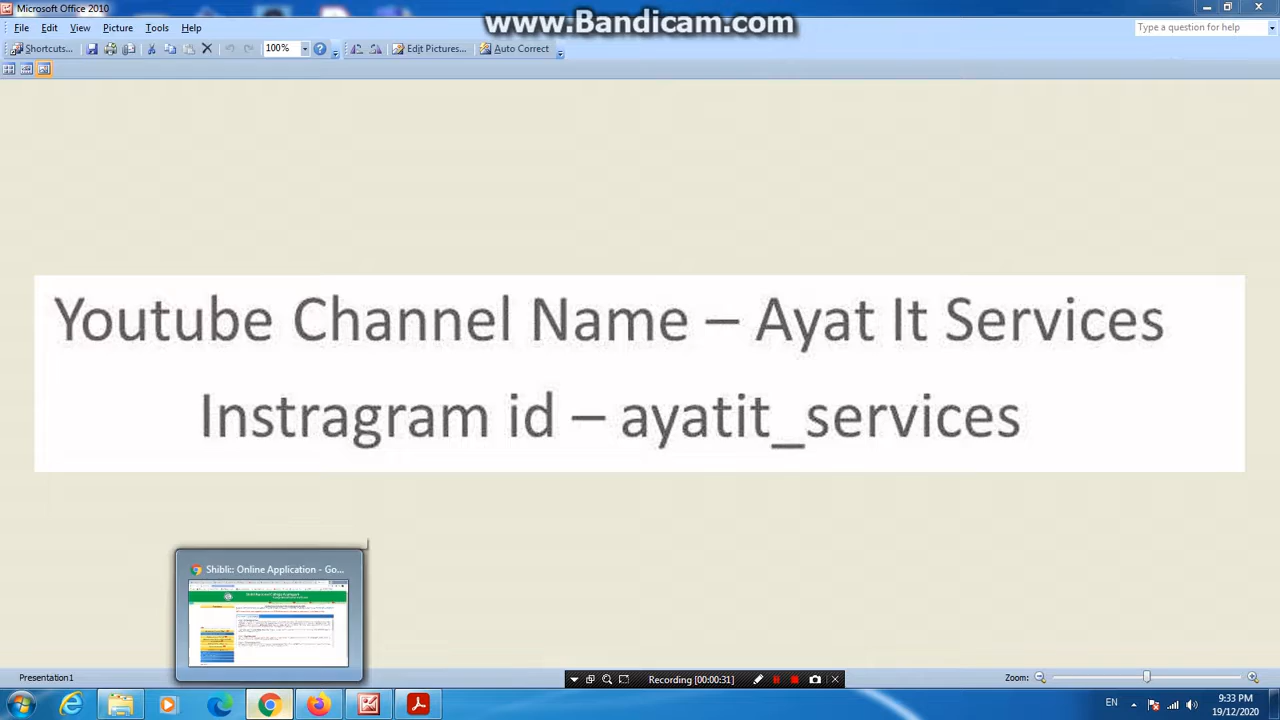 Microsoft Office 2010
www.Bandicam.com
File Edit View Picture Tools Help
Type a question for help
Shortcuts...
100%
Edit Pictures...
Auto Correct
Youtube Channel Name – Ayat It Services
Instragram id – ayatit_services
Shibli:: Online Application - Go...
Presentation1
Recording [00:00:31]
Zoom:
EN
9:33 PM
19/12/2020